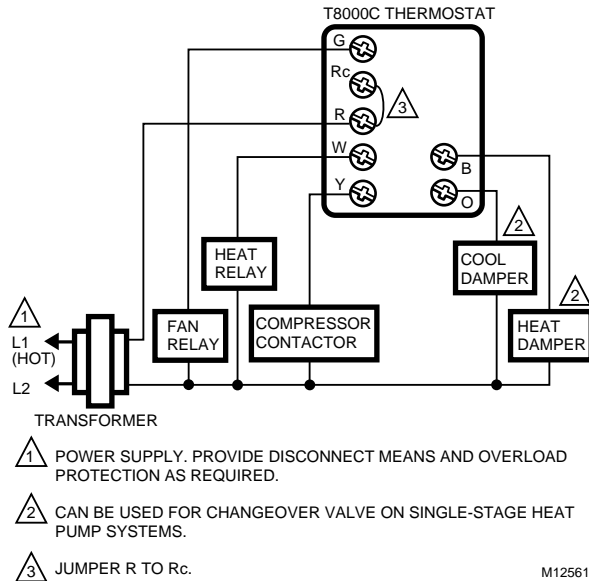 T8000C THERMOSTAT
G
Rc
3
R
W
B
Y
O
2
HEAT
RELAY
COOL
DAMPER
2
1
L1
(HOT)
FAN
RELAY
COMPRESSOR
CONTACTOR
HEAT
DAMPER
L2
TRANSFORMER
1 POWER SUPPLY. PROVIDE DISCONNECT MEANS AND OVERLOAD
PROTECTION AS REQUIRED.
2 CAN BE USED FOR CHANGEOVER VALVE ON SINGLE-STAGE HEAT
PUMP SYSTEMS.
3 JUMPER R TO Rc.
M12561